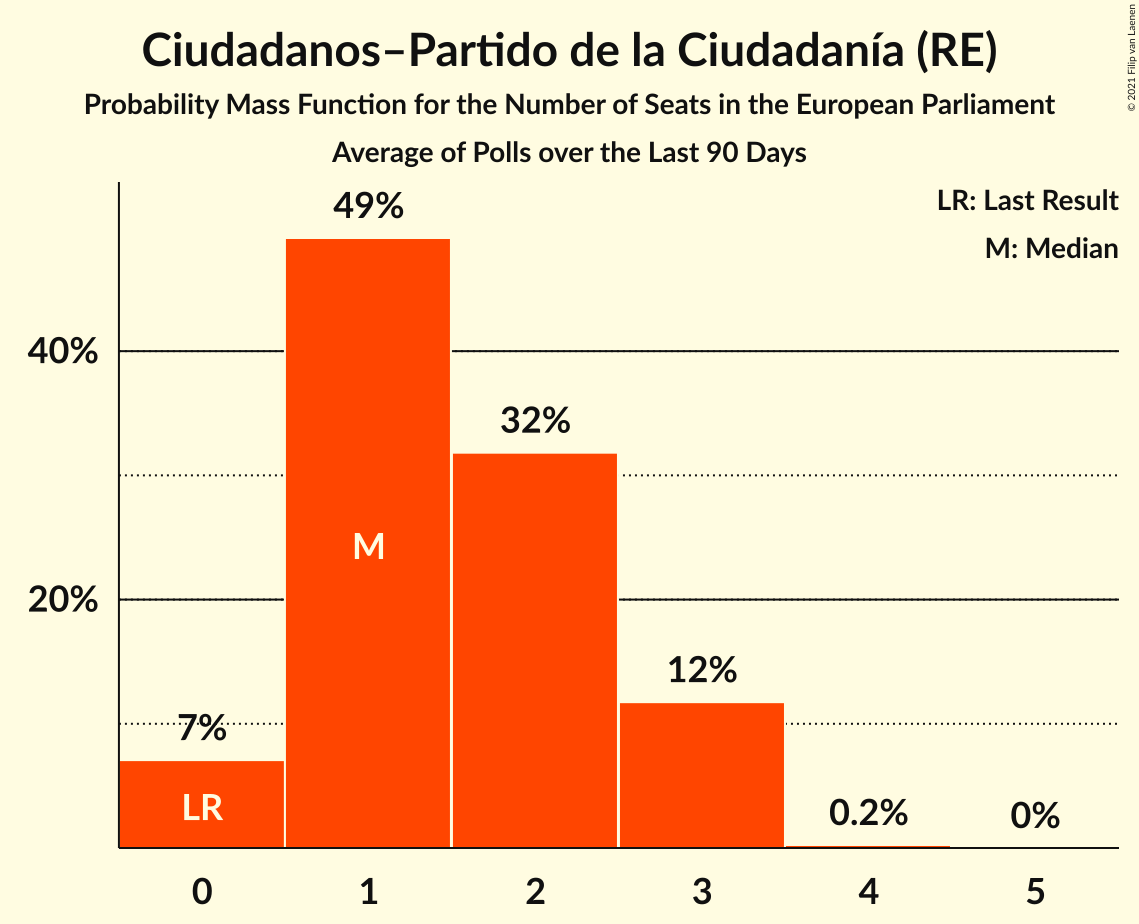 Ciudadanos–Partido de la Ciudadanía (RE)
Probability Mass Function for the Number of Seats in the European Parliament
Average of Polls over the Last 90 Days
© 2021 Filip van Laenen
LR: Last Result
M: Median
49%
40%
32%
M
20%
12%
7%
LR
0.2%
0%
0 1 2 3 4 5